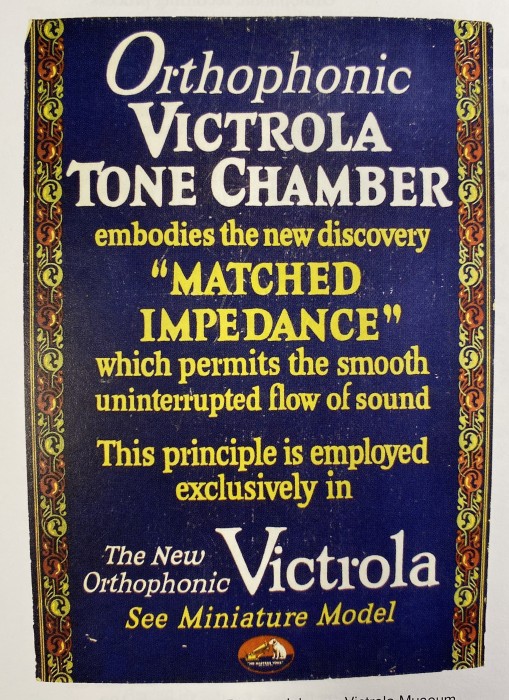 Orthophonic
VICTROLA
TONE CHAMBER
embodies the new discovery
"MATCHED
IMPEDANCE"
which permits the smooth
uninterrupted flow of sound
This principle is employed
exclusively in
The New
Orthophonic Victrola
See Miniature Model
Victrola Museum